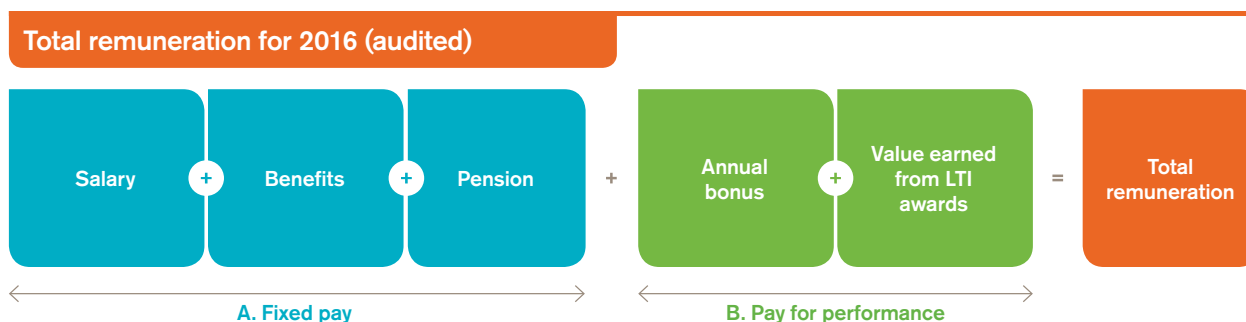 Total remuneration for 2016 (audited)
Salary + Benefits + Pension + Annual
bonus + Value earned
from LTI
awards = Total
remuneration
A. Fixed pay
B. Pay for performance